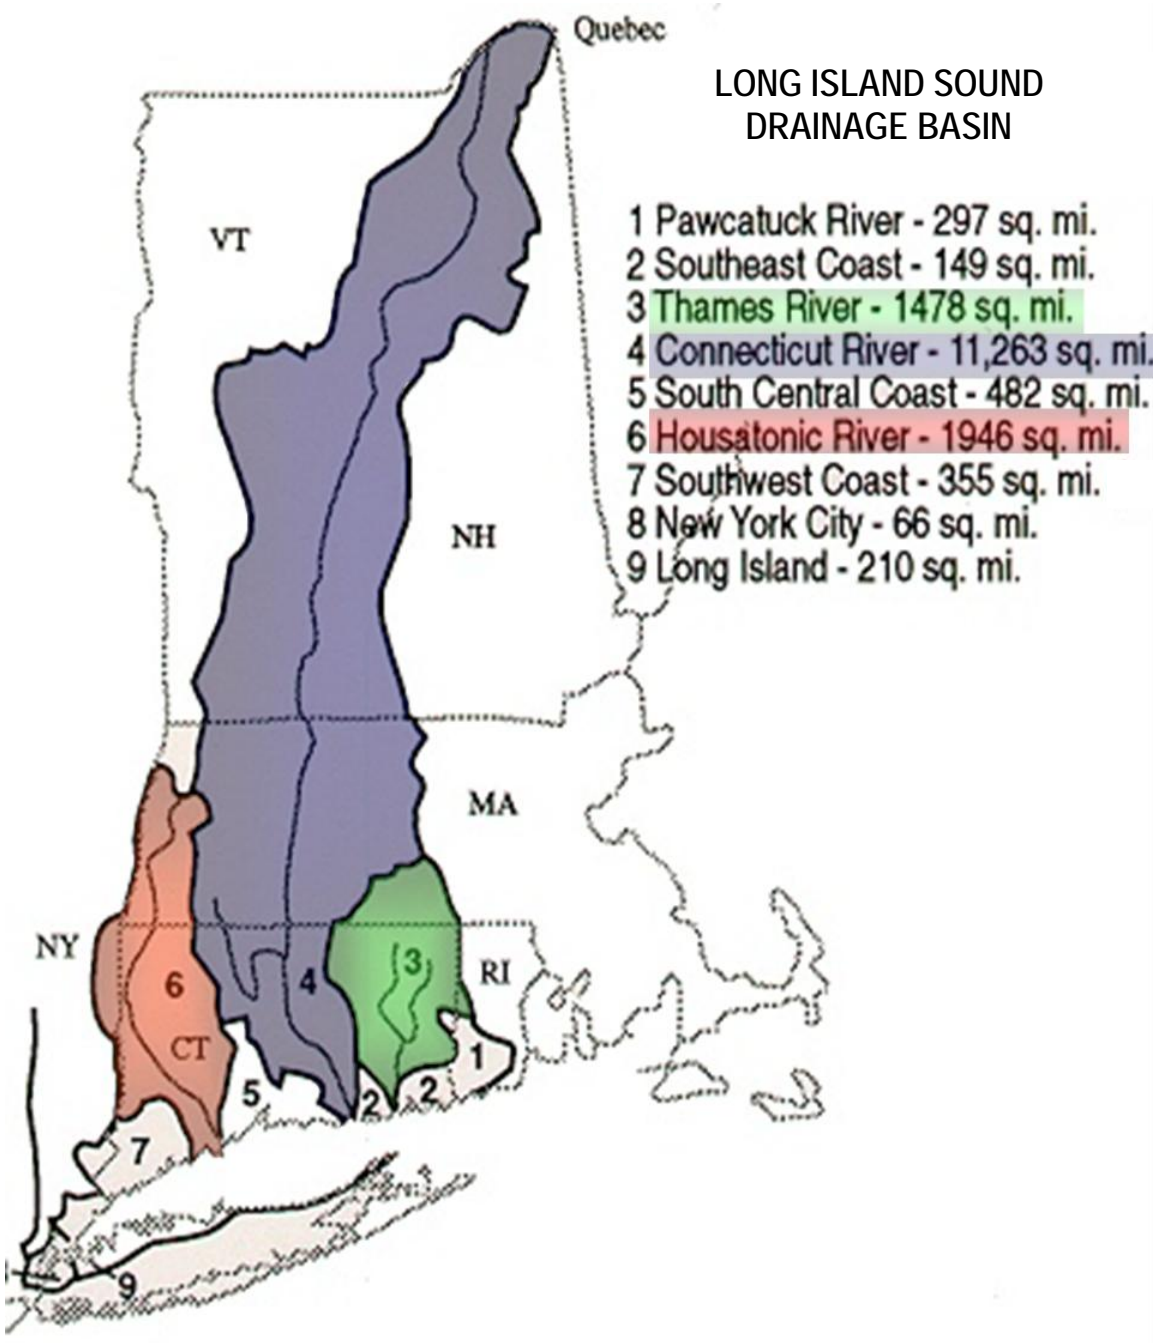 Quebec
LONG ISLAND SOUND
DRAINAGE BASIN
VT
1 Pawcatuck River - 297 sq. mi.
2 Southeast Coast - 149 sq. mi.
3 Thames River - 1478 sq. mi.
4 Connecticut River - 11,263 sq. mi.
5 South Central Coast - 482 sq. mi.
6 Housatonic River - 1946 sq. mi.
7 Southwest Coast - 355 sq. mi.
8 New York City - 66 sq. mi.
9 Long Island - 210 sq. mi.
NH
MA
NY
6
4
3
RI
CT
1
5
2
2
7
9